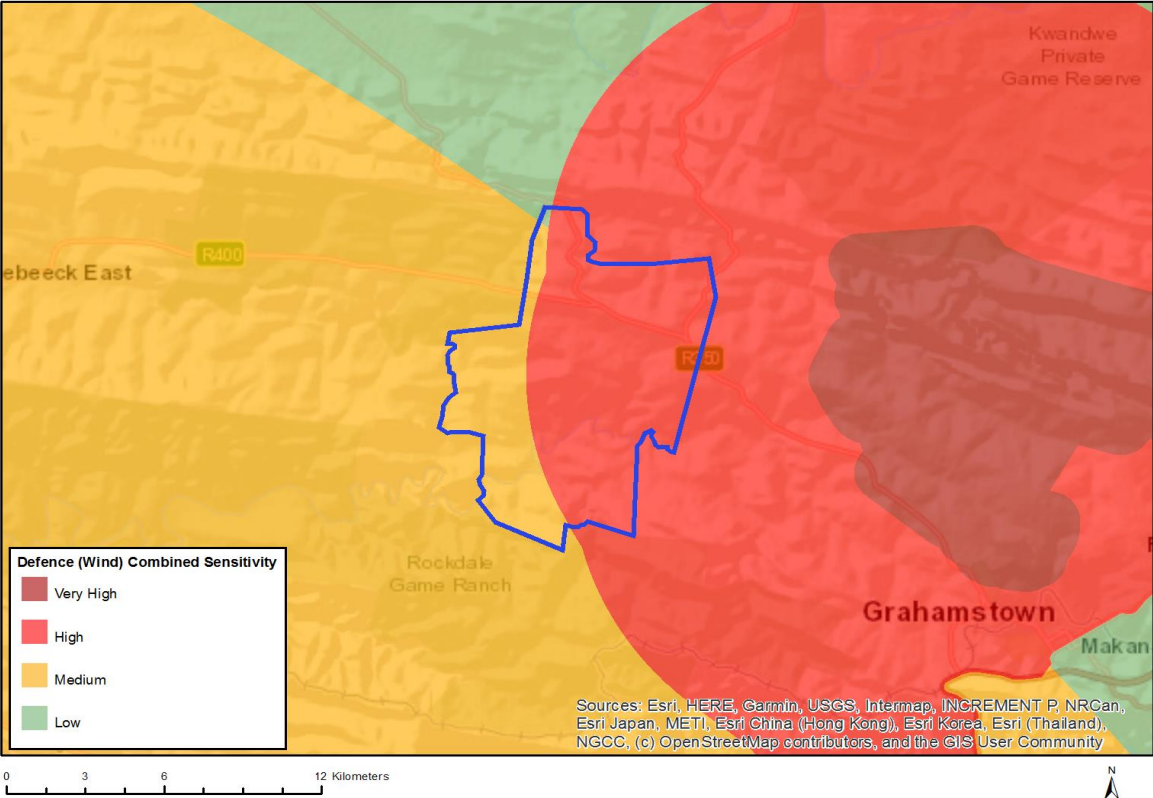 Kwandwe
Private
Game Reserve
R400
ebeeck East
Rockdale
Game Ranch
Grahamstown
Makan
Defence (Wind) Combined Sensitivity
Very High
High
Medium
Low
Sources: Esri, HERE, Garmin, USGS, Intermap, INCREMENT P, NRCan,
Esri Japan, METI, Esri China (Hong Kong), Esri Korea, Esri (Thailand),
NGCC, (c) OpenStreetMap contributors, and the GIS User Community
0 3 6 12 Kilometers
N